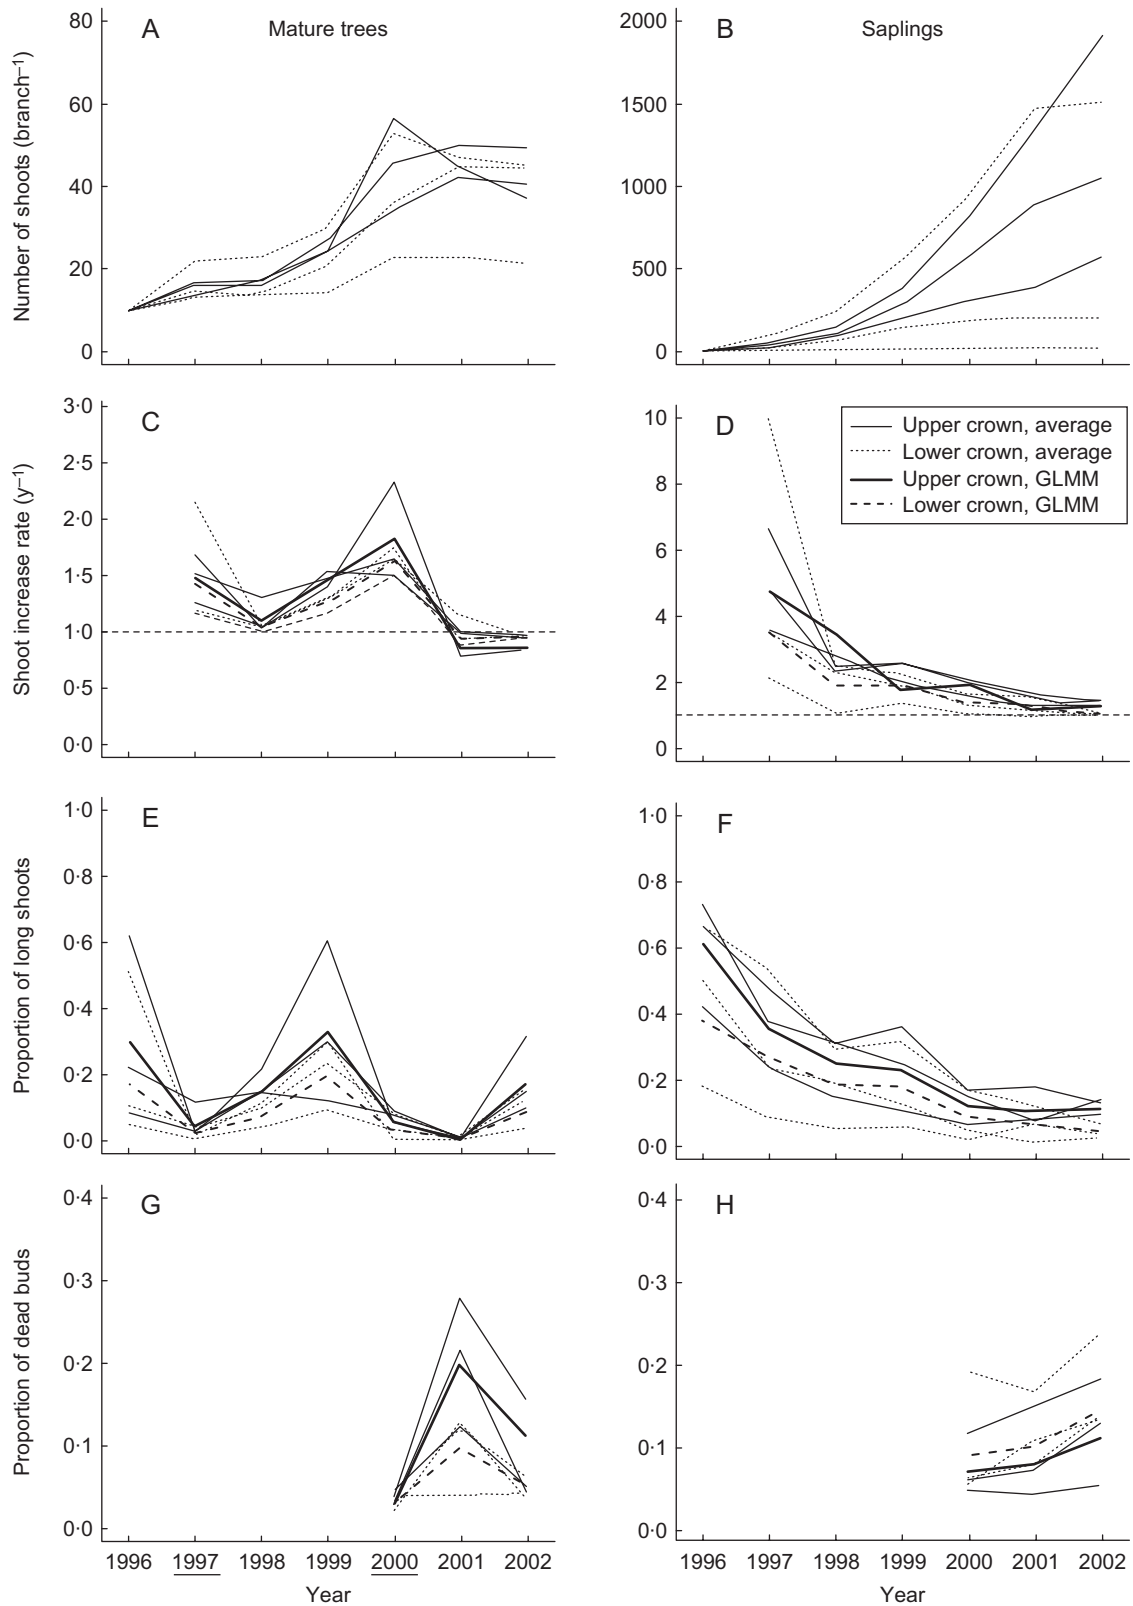 A
Mature trees
Number of shoots (branch⁻¹)
80
60
40
20
0
B
Saplings
2000
1500
1000
500
0
C
Shoot increase rate (y⁻¹)
3·0
2·5
2·0
1·5
1·0
0·5
0·0
D
10
8
6
4
2
0
Upper crown, average
Lower crown, average
Upper crown, GLMM
Lower crown, GLMM
E
Proportion of long shoots
1·0
0·8
0·6
0·4
0·2
0·0
F
1·0
0·8
0·6
0·4
0·2
0·0
G
Proportion of dead buds
0·4
0·3
0·2
0·1
0·0
1996 1997 1998 1999 2000 2001 2002
Year
H
0·4
0·3
0·2
0·1
0·0
1996 1997 1998 1999 2000 2001 2002
Year